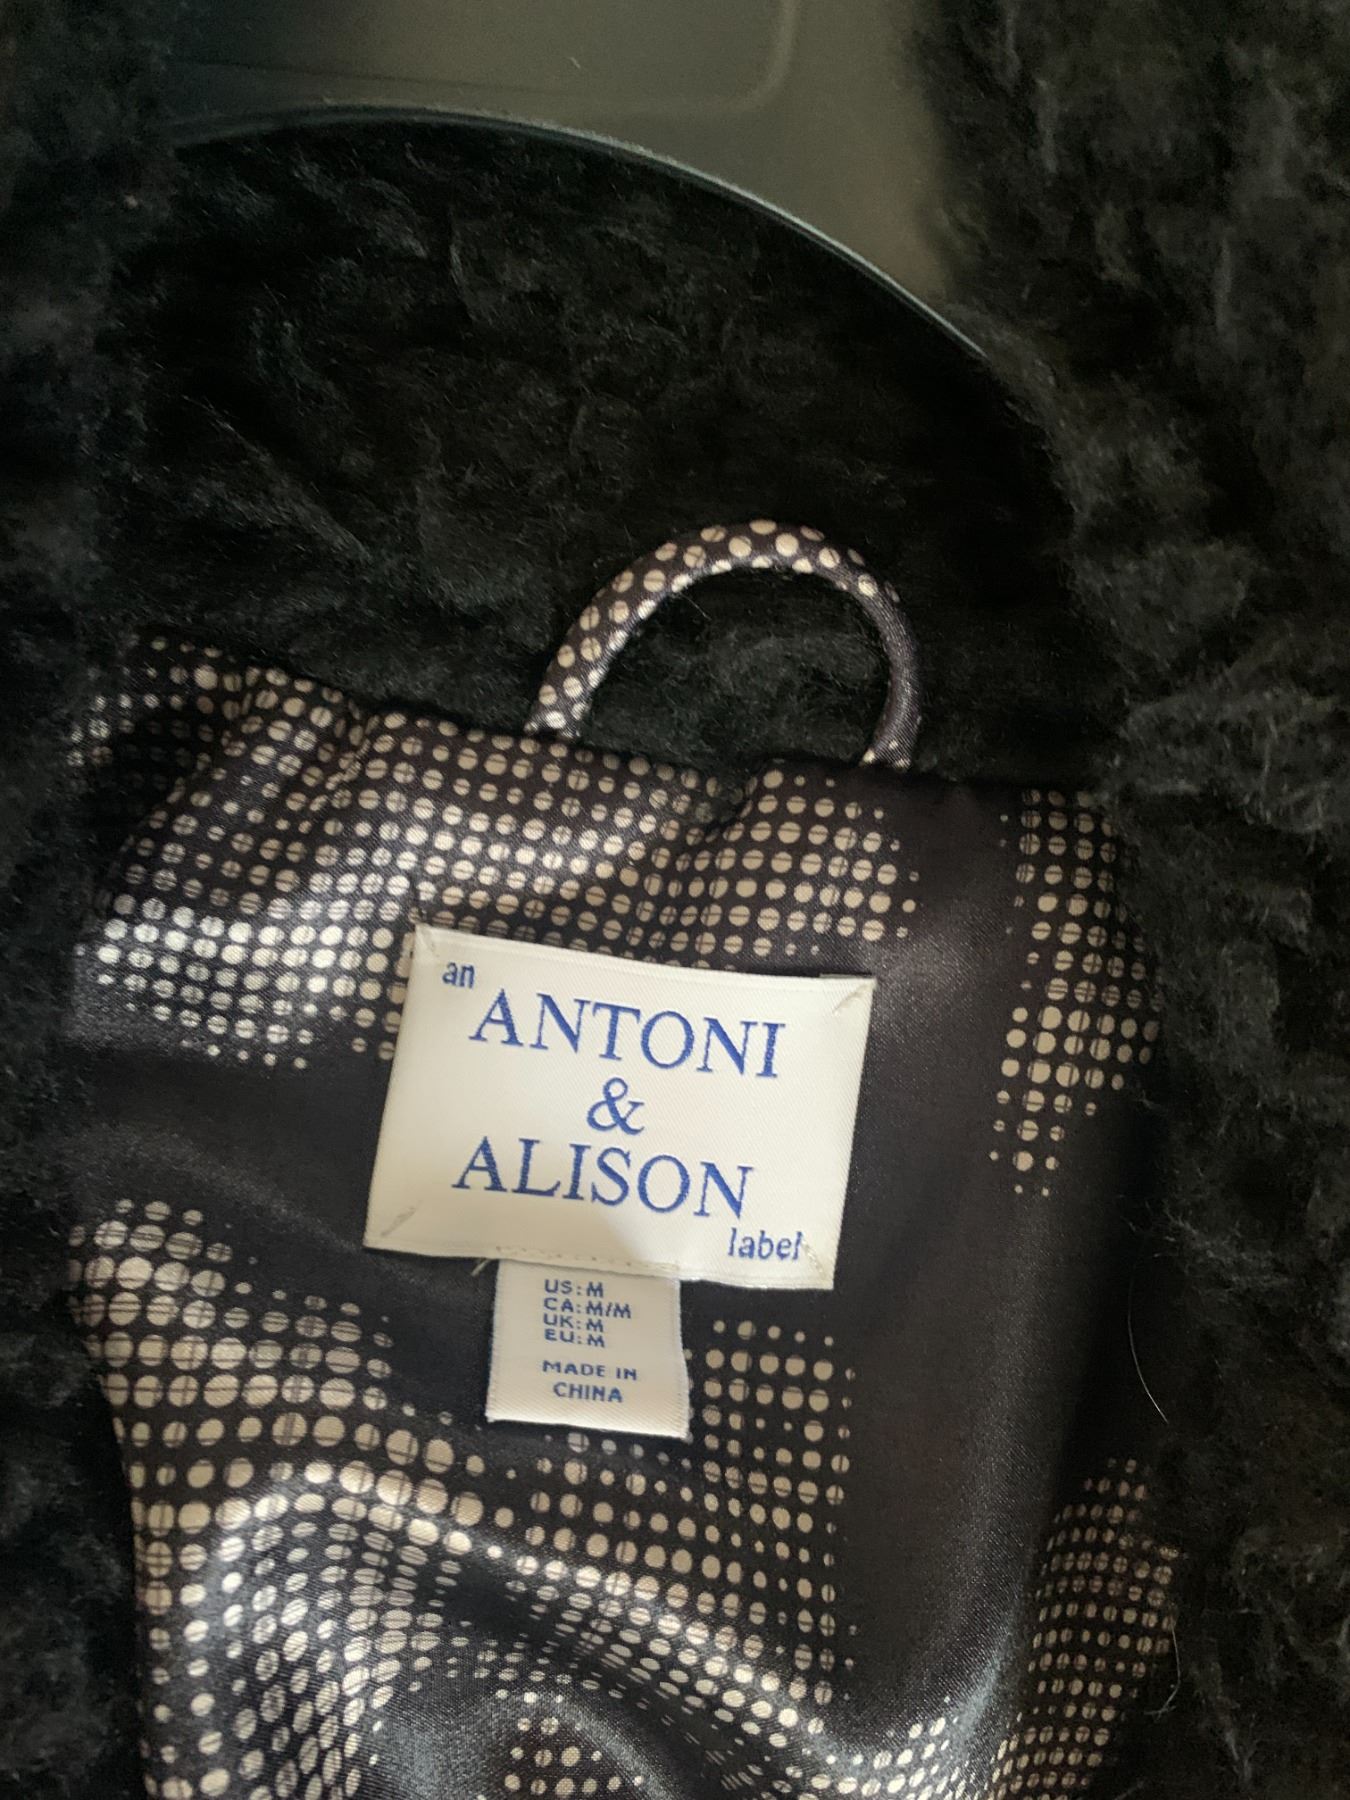 an
ANTONI
&
ALISON
label
US: M
CA: M/M
UK: M
EU: M
MADE IN
CHINA